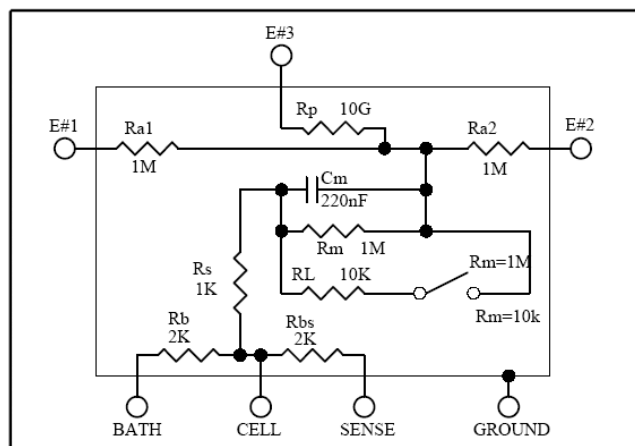 E#3
Rp 10G
E#1
Ra1
1M
Ra2
1M
E#2
Cm
220nF
Rm 1M
Rs
1K
RL 10K
Rm=1M
Rm=10k
Rb
2K
Rbs
2K
BATH
CELL
SENSE
GROUND